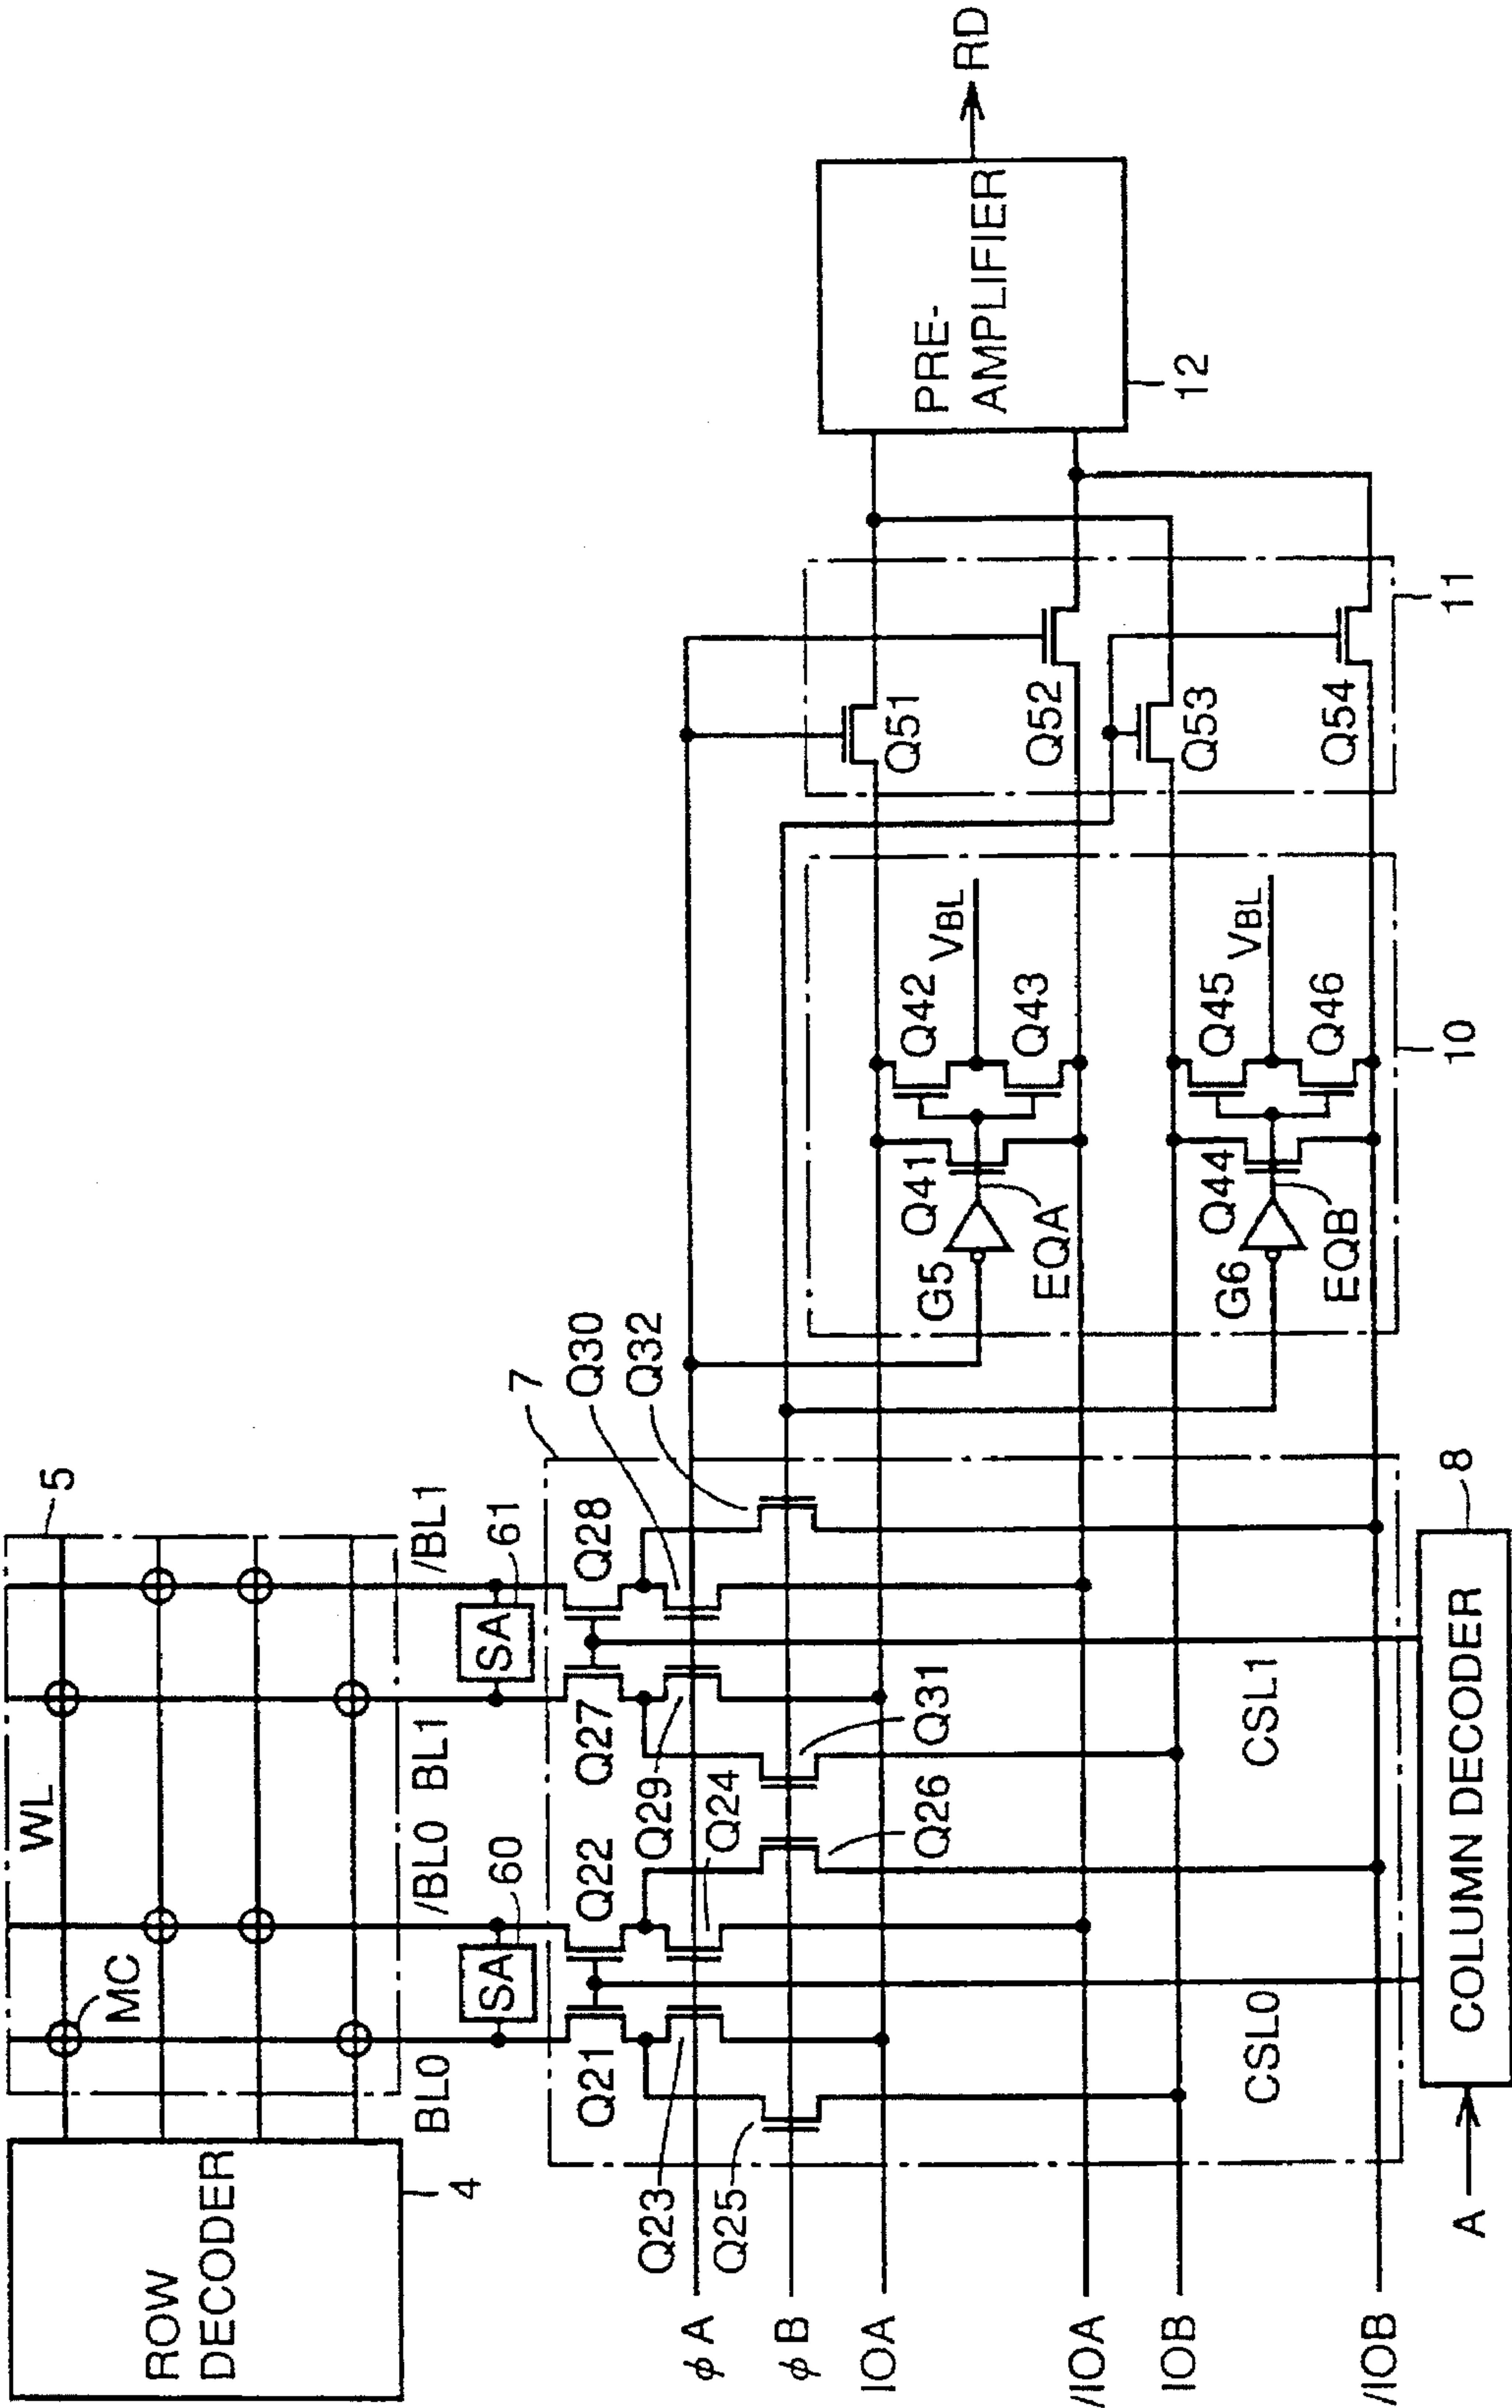 ROW
DECODER
4
5
WL
MC
BL0
/BL0
BL1
/BL1
SA
60
SA
61
7
Q21
Q22
Q27
Q28
Q23
Q25
Q29
Q24
Q30
Q32
Q31
Q26
φA
φB
IOA
/IOA
IOB
/IOB
CSL0
CSL1
A
COLUMN DECODER
8
G5
Q41
Q42
VBL
Q43
EQA
G6
Q44
Q45
VBL
Q46
EQB
10
Q51
Q52
Q53
Q54
11
PRE-
AMPLIFIER
12
RD